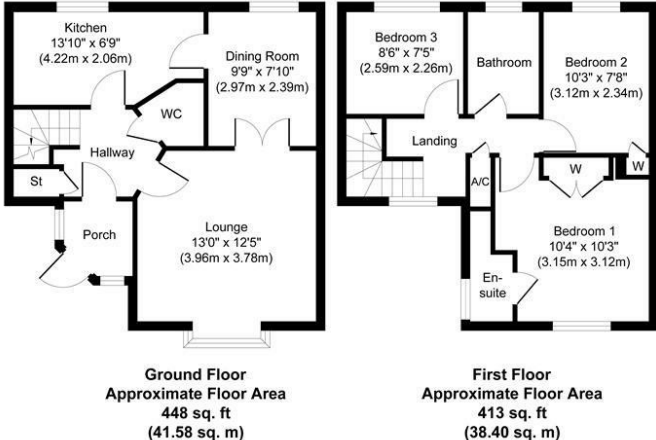 Kitchen
13'10" x 6'9"
(4.22m x 2.06m)
Dining Room
9'9" x 7'10"
(2.97m x 2.39m)
WC
Hallway
St
Porch
Lounge
13'0" x 12'5"
(3.96m x 3.78m)
Ground Floor
Approximate Floor Area
448 sq. ft
(41.58 sq. m)
Bedroom 3
8'6" x 7'5"
(2.59m x 2.26m)
Bathroom
Bedroom 2
10'3" x 7'8"
(3.12m x 2.34m)
Landing
A/C
W
W
Bedroom 1
10'4" x 10'3"
(3.15m x 3.12m)
En-
suite
First Floor
Approximate Floor Area
413 sq. ft
(38.40 sq. m)